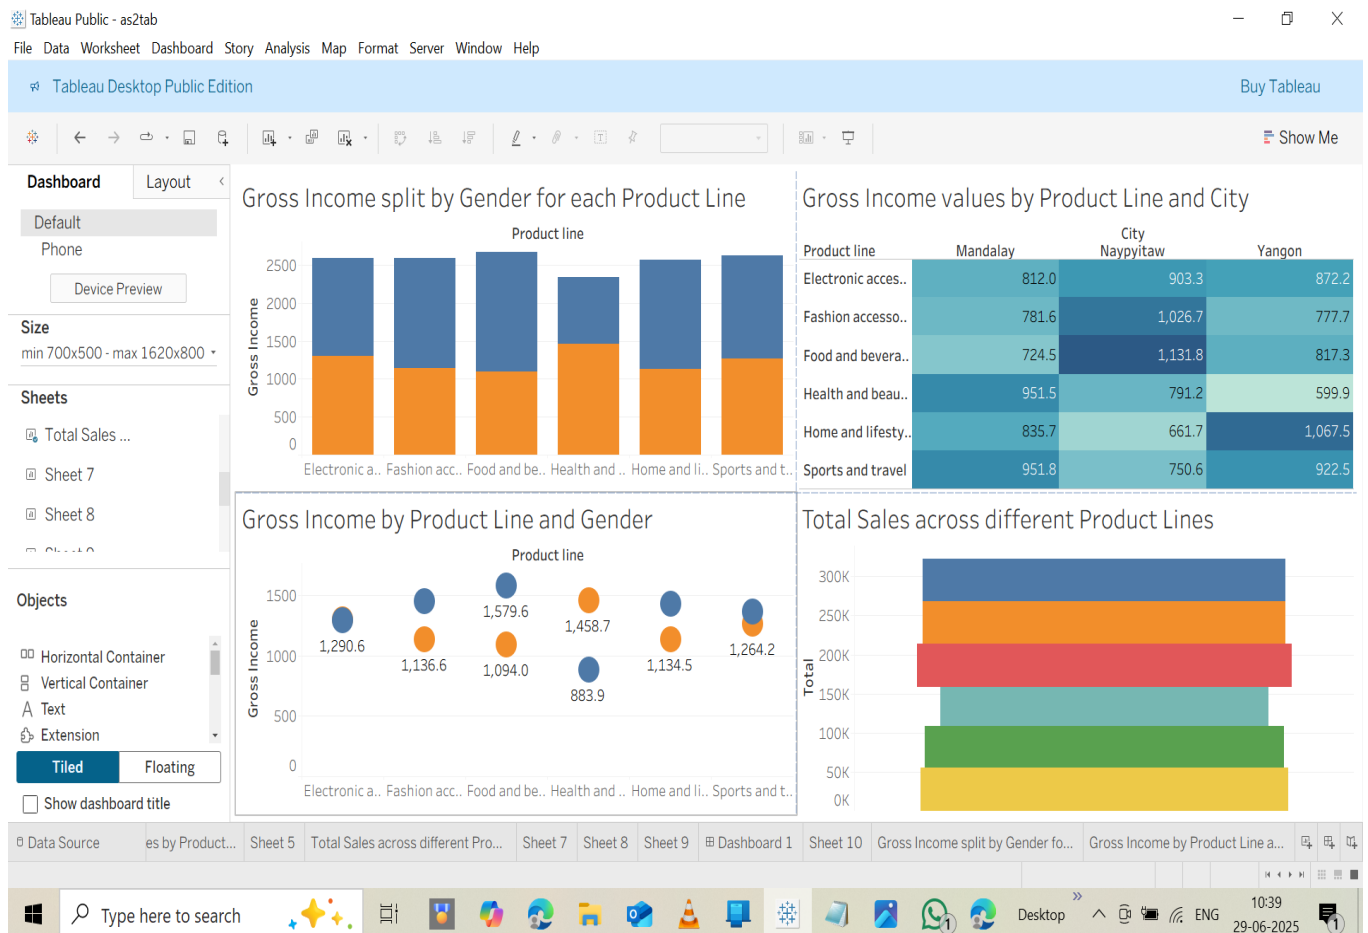 Tableau Public - as2tab
File Data Worksheet Dashboard Story Analysis Map Format Server Window Help
Tableau Desktop Public Edition
Buy Tableau
Show Me
Dashboard
Layout
Default
Phone
Device Preview
Size
min 700x500 - max 1620x800
Sheets
Total Sales ...
Sheet 7
Sheet 8
Objects
Horizontal Container
Vertical Container
Text
Extension
Tiled
Floating
Show dashboard title
Gross Income split by Gender for each Product Line
Product line
Gross Income
2500
2000
1500
1000
500
0
Electronic a.. Fashion acc.. Food and be.. Health and .. Home and li.. Sports and t..
Gross Income values by Product Line and City
City
Product line Mandalay Naypyitaw Yangon
Electronic acces.. 812.0 903.3 872.2
Fashion accesso.. 781.6 1,026.7 777.7
Food and bevera.. 724.5 1,131.8 817.3
Health and beau.. 951.5 791.2 599.9
Home and lifesty.. 835.7 661.7 1,067.5
Sports and travel 951.8 750.6 922.5
Gross Income by Product Line and Gender
Product line
Gross Income
1500
1000
500
0
1,290.6
1,136.6
1,579.6
1,094.0
1,458.7
883.9
1,134.5
1,264.2
Electronic a.. Fashion acc.. Food and be.. Health and .. Home and li.. Sports and t..
Total Sales across different Product Lines
Total
300K
250K
200K
150K
100K
50K
0K
Data Source es by Product... Sheet 5 Total Sales across different Pro... Sheet 7 Sheet 8 Sheet 9 Dashboard 1 Sheet 10 Gross Income split by Gender fo... Gross Income by Product Line a...
Type here to search
1
Desktop
ENG
10:39
29-06-2025
1